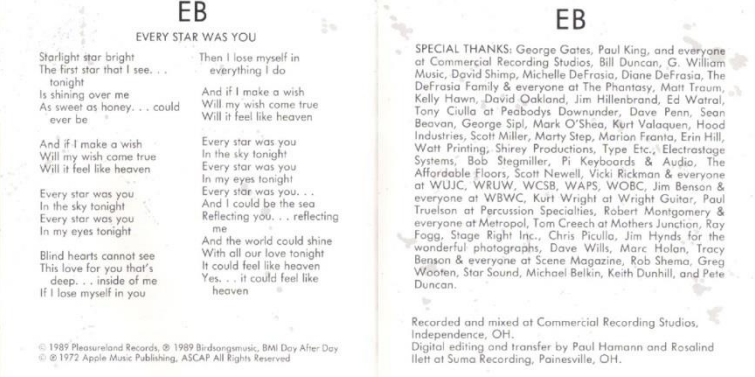 EB
EVERY STAR WAS YOU
Starlight star bright
The first star that I see. . .
tonight
Is shining over me
As sweet as honey. . . could
ever be
And if I make a wish
Will my wish come true
Will it feel like heaven
Every star was you
In the sky tonight
Every star was you
In my eyes tonight
Blind hearts cannot see
This love for you that's
deep. . . inside of me
If I lose myself in you
Then I lose myself in
everything I do
And if I make a wish
Will my wish come true
Will it feel like heaven
Every star was you
In the sky tonight
Every star was you
In my eyes tonight
Every star was you. . .
And I could be the sea
Reflecting you. . . reflecting
me
And the world could shine
With all our love tonight
It could feel like heaven
Yes. . . it could feel like
heaven
© 1989 Pleasureland Records, ℗ 1989 Birdsongsmusic, BMI Day After Day
© ℗ 1972 Apple Music Publishing, ASCAP All Rights Reserved
EB
SPECIAL THANKS: George Gates, Paul King, and everyone
at Commercial Recording Studios, Bill Duncan, G. William
Music, David Shimp, Michelle DeFrasia, Diane DeFrasia, The
DeFrasia Family & everyone at The Phantasy, Matt Traum,
Kelly Hawn, David Oakland, Jim Hillenbrand, Ed Watral,
Tony Ciulla at Peabodys Downunder, Dave Penn, Sean
Beavan, George Sipl, Mark O'Shea, Kurt Valaquen, Hood
Industries, Scott Miller, Marty Step, Marion Franta, Erin Hill,
Watt Printing, Shirey Productions, Type Etc., Electrastage
Systems, Bob Stegmiller, Pi Keyboards & Audio, The
Affordable Floors, Scott Newell, Vicki Rickman & everyone
at WUJC, WRUW, WCSB, WAPS, WOBC, Jim Benson &
everyone at WBWC, Kurt Wright at Wright Guitar, Paul
Truelson at Percussion Specialties, Robert Montgomery &
everyone at Metropol, Tom Creech at Mothers Junction, Ray
Fogg, Stage Right Inc., Chris Piculla, Jim Hynds for the
wonderful photographs, Dave Wills, Marc Holan, Tracy
Benson & everyone at Scene Magazine, Rob Shema, Greg
Wooten, Star Sound, Michael Belkin, Keith Dunhill, and Pete
Duncan.
Recorded and mixed at Commercial Recording Studios,
Independence, OH.
Digital editing and transfer by Paul Hamann and Rosalind
Ilett at Suma Recording, Painesville, OH.